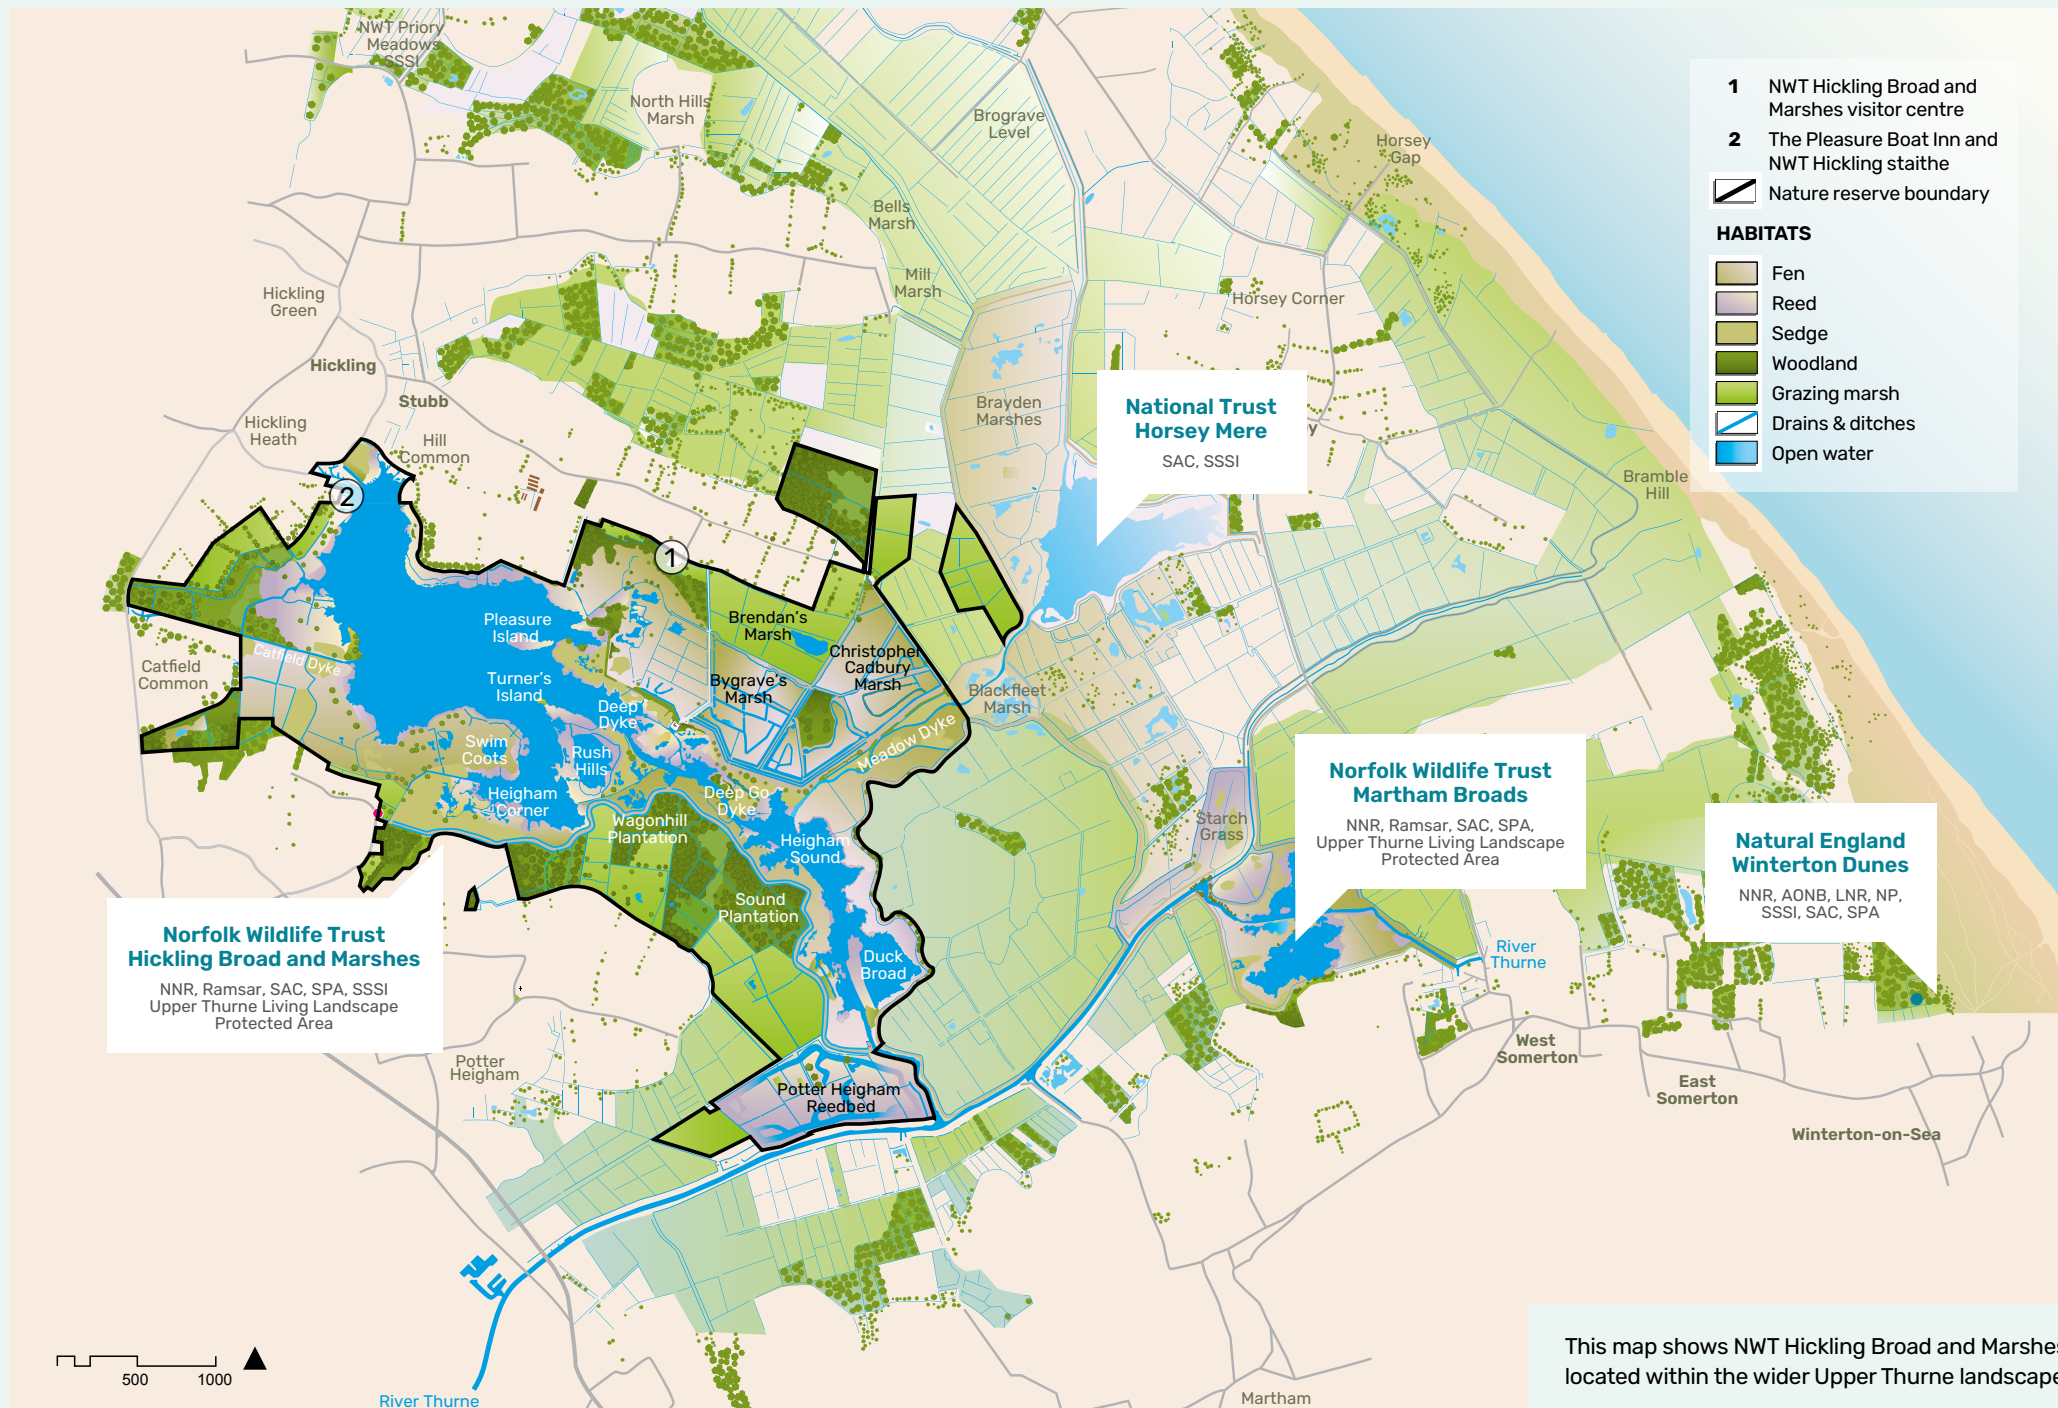 NWT Priory
Meadows
SSSI
North Hills
Marsh
Brograve
Level
Horsey
Gap
Bells
Marsh
Mill
Marsh
Horsey Corner
Hickling
Green
Hickling
Stubb
Hickling
Heath
Hill
Common
Brayden
Marshes
National Trust
Horsey Mere
SAC, SSSI
y
Bramble
Hill
1 NWT Hickling Broad and
Marshes visitor centre
2 The Pleasure Boat Inn and
NWT Hickling staithe
Nature reserve boundary
HABITATS
Fen
Reed
Sedge
Woodland
Grazing marsh
Drains & ditches
Open water
2
1
Pleasure
Island
Brendan's
Marsh
Christopher
Cadbury
Marsh
Catfield
Common
Catfield Dyke
Turner's
Island
Bygrave's
Marsh
Blackfleet
Marsh
Deep
Dyke
Meadow Dyke
Swim
Coots
Rush
Hills
Heigham
Corner
Deep Go
Dyke
Wagonhill
Plantation
Heigham
Sound
Starch
Grass
Norfolk Wildlife Trust
Martham Broads
NNR, Ramsar, SAC, SPA,
Upper Thurne Living Landscape
Protected Area
Natural England
Winterton Dunes
NNR, AONB, LNR, NP,
SSSI, SAC, SPA
Sound
Plantation
Duck
Broad
River
Thurne
Norfolk Wildlife Trust
Hickling Broad and Marshes
NNR, Ramsar, SAC, SPA, SSSI
Upper Thurne Living Landscape
Protected Area
Potter
Heigham
Potter Heigham
Reedbed
West
Somerton
East
Somerton
Winterton-on-Sea
500 1000
River Thurne
Martham
This map shows NWT Hickling Broad and Marshes
located within the wider Upper Thurne landscape